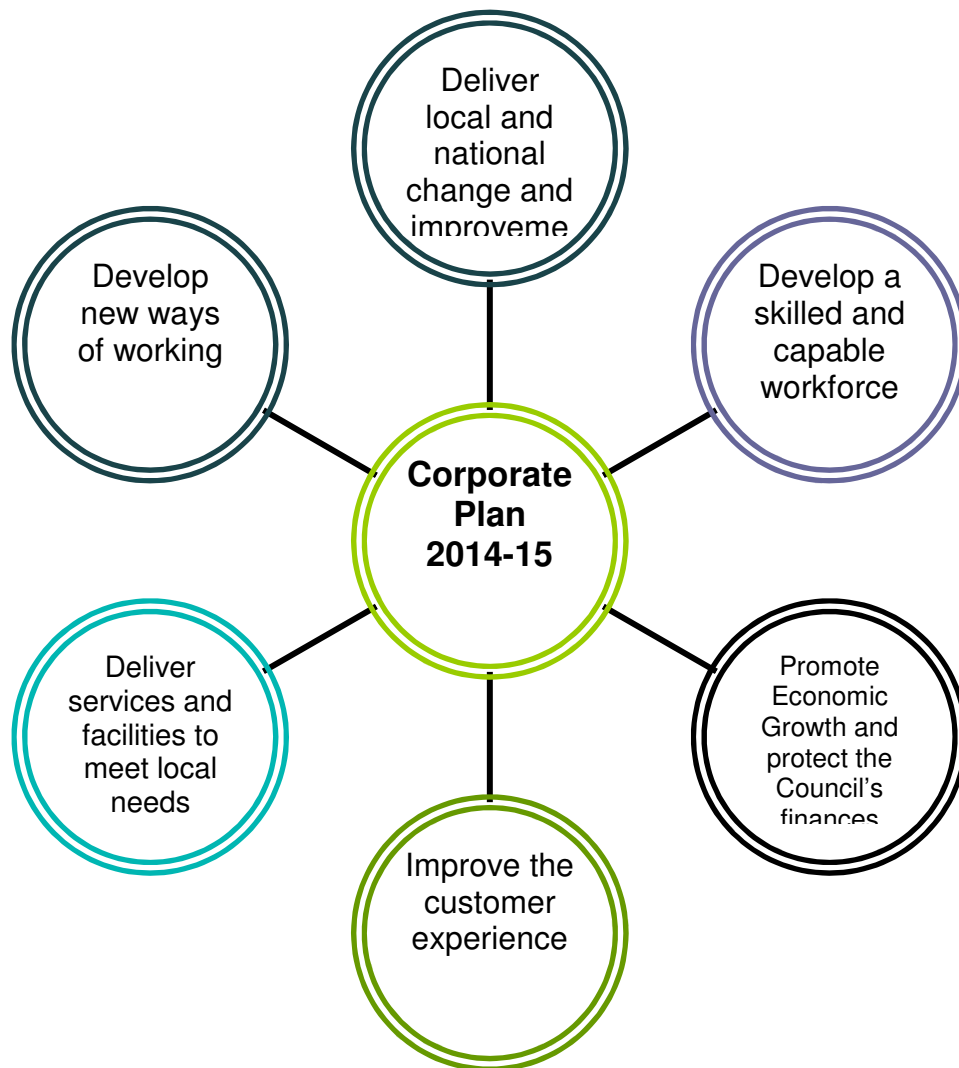 Deliver
local and
national
change and
improveme
Develop
new ways
of working
Develop a
skilled and
capable
workforce
Corporate
Plan
2014-15
Deliver
services and
facilities to
meet local
needs
Promote
Economic
Growth and
protect the
Council's
finances
Improve the
customer
experience